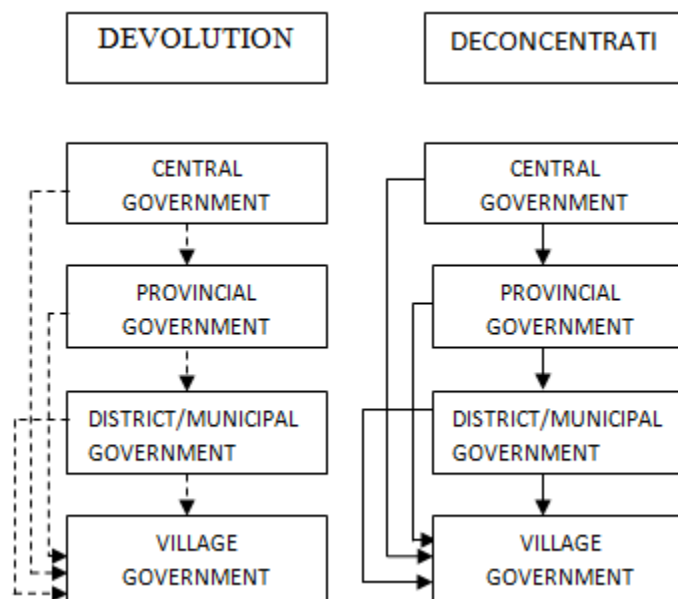 DEVOLUTION
DECONCENTRATI
CENTRAL
GOVERNMENT
PROVINCIAL
GOVERNMENT
DISTRICT/MUNICIPAL
GOVERNMENT
VILLAGE
GOVERNMENT
CENTRAL
GOVERNMENT
PROVINCIAL
GOVERNMENT
DISTRICT/MUNICIPAL
GOVERNMENT
VILLAGE
GOVERNMENT